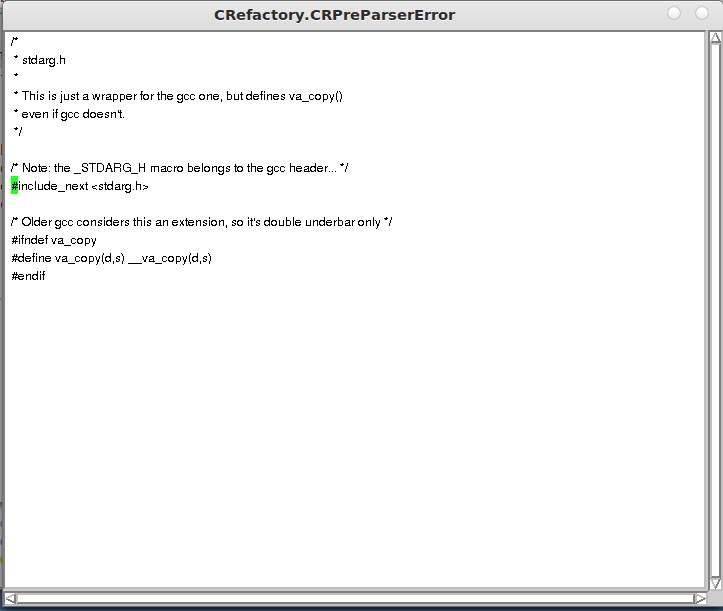 CRefactory.CRPreParserError
/*
* stdarg.h
*
* This is just a wrapper for the gcc one, but defines va_copy()
* even if gcc doesn't.
*/
/* Note: the _STDARG_H macro belongs to the gcc header... */
#include_next <stdarg.h>
/* Older gcc considers this an extension, so it's double underbar only */
#ifndef va_copy
#define va_copy(d,s) __va_copy(d,s)
#endif